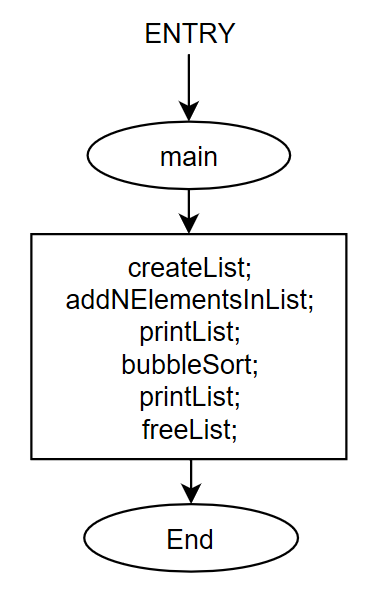 ENTRY
main
createList;
addNElementsInList;
printList;
bubbleSort;
printList;
freeList;
End